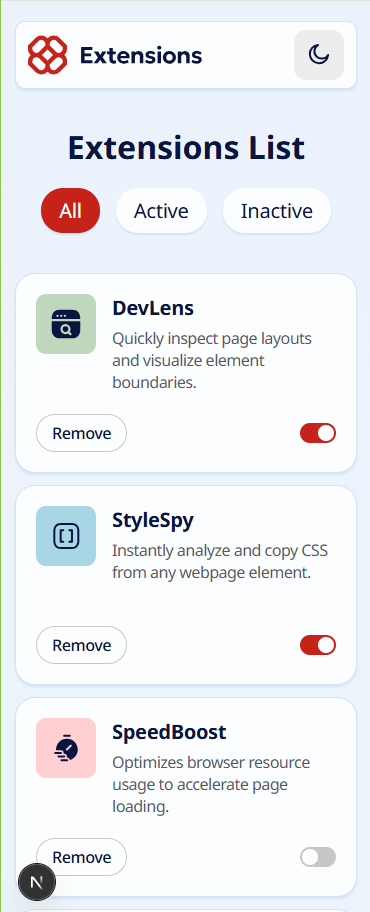 Extensions
Extensions List
All
Active
Inactive
DevLens
Quickly inspect page layouts
and visualize element
boundaries.
Remove
StyleSpy
Instantly analyze and copy CSS
from any webpage element.
Remove
SpeedBoost
Optimizes browser resource
usage to accelerate page
loading.
Remove
N